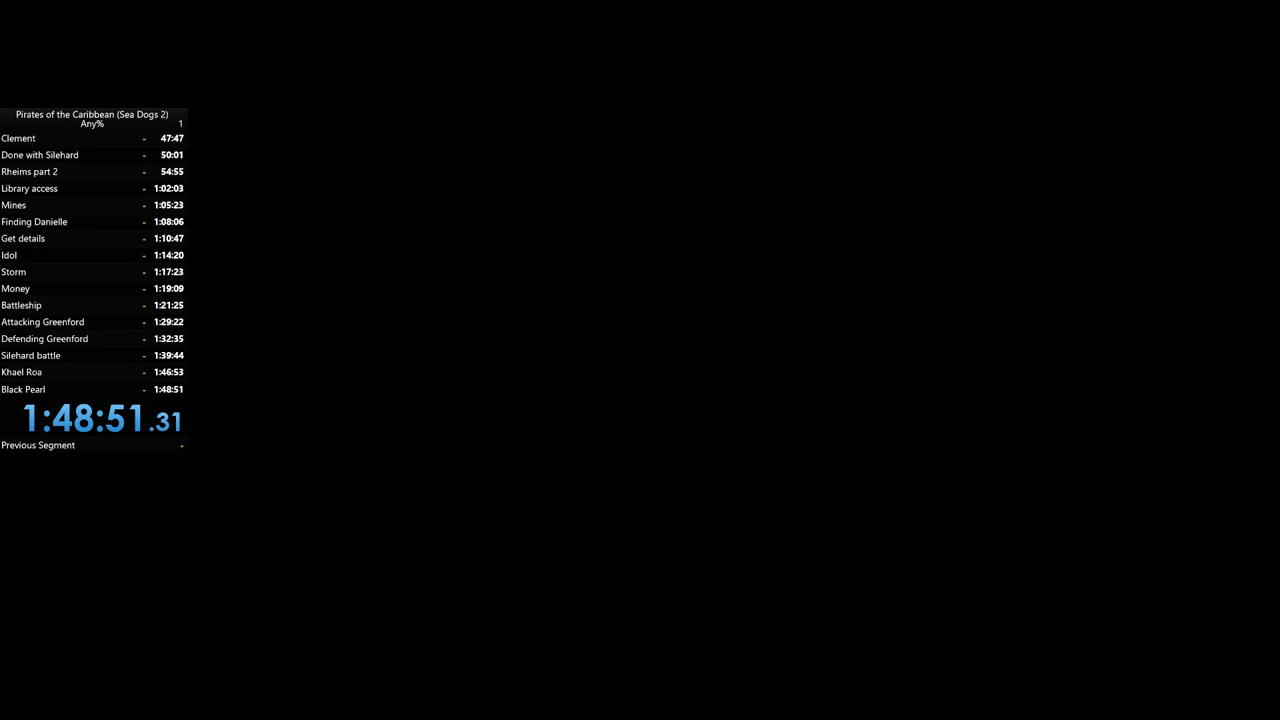 Pirates of the Caribbean (Sea Dogs 2)
Any% 1
Clement - 47:47
Done with Silehard - 50:01
Rheims part 2 - 54:55
Library access - 1:02:03
Mines - 1:05:23
Finding Danielle - 1:08:06
Get details - 1:10:47
Idol - 1:14:20
Storm - 1:17:23
Money - 1:19:09
Battleship - 1:21:25
Attacking Greenford - 1:29:22
Defending Greenford - 1:32:35
Silehard battle - 1:39:44
Khael Roa - 1:46:53
Black Pearl - 1:48:51
1:48:51.31
Previous Segment -